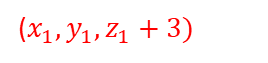 (x₁, y₁, z₁ + 3)